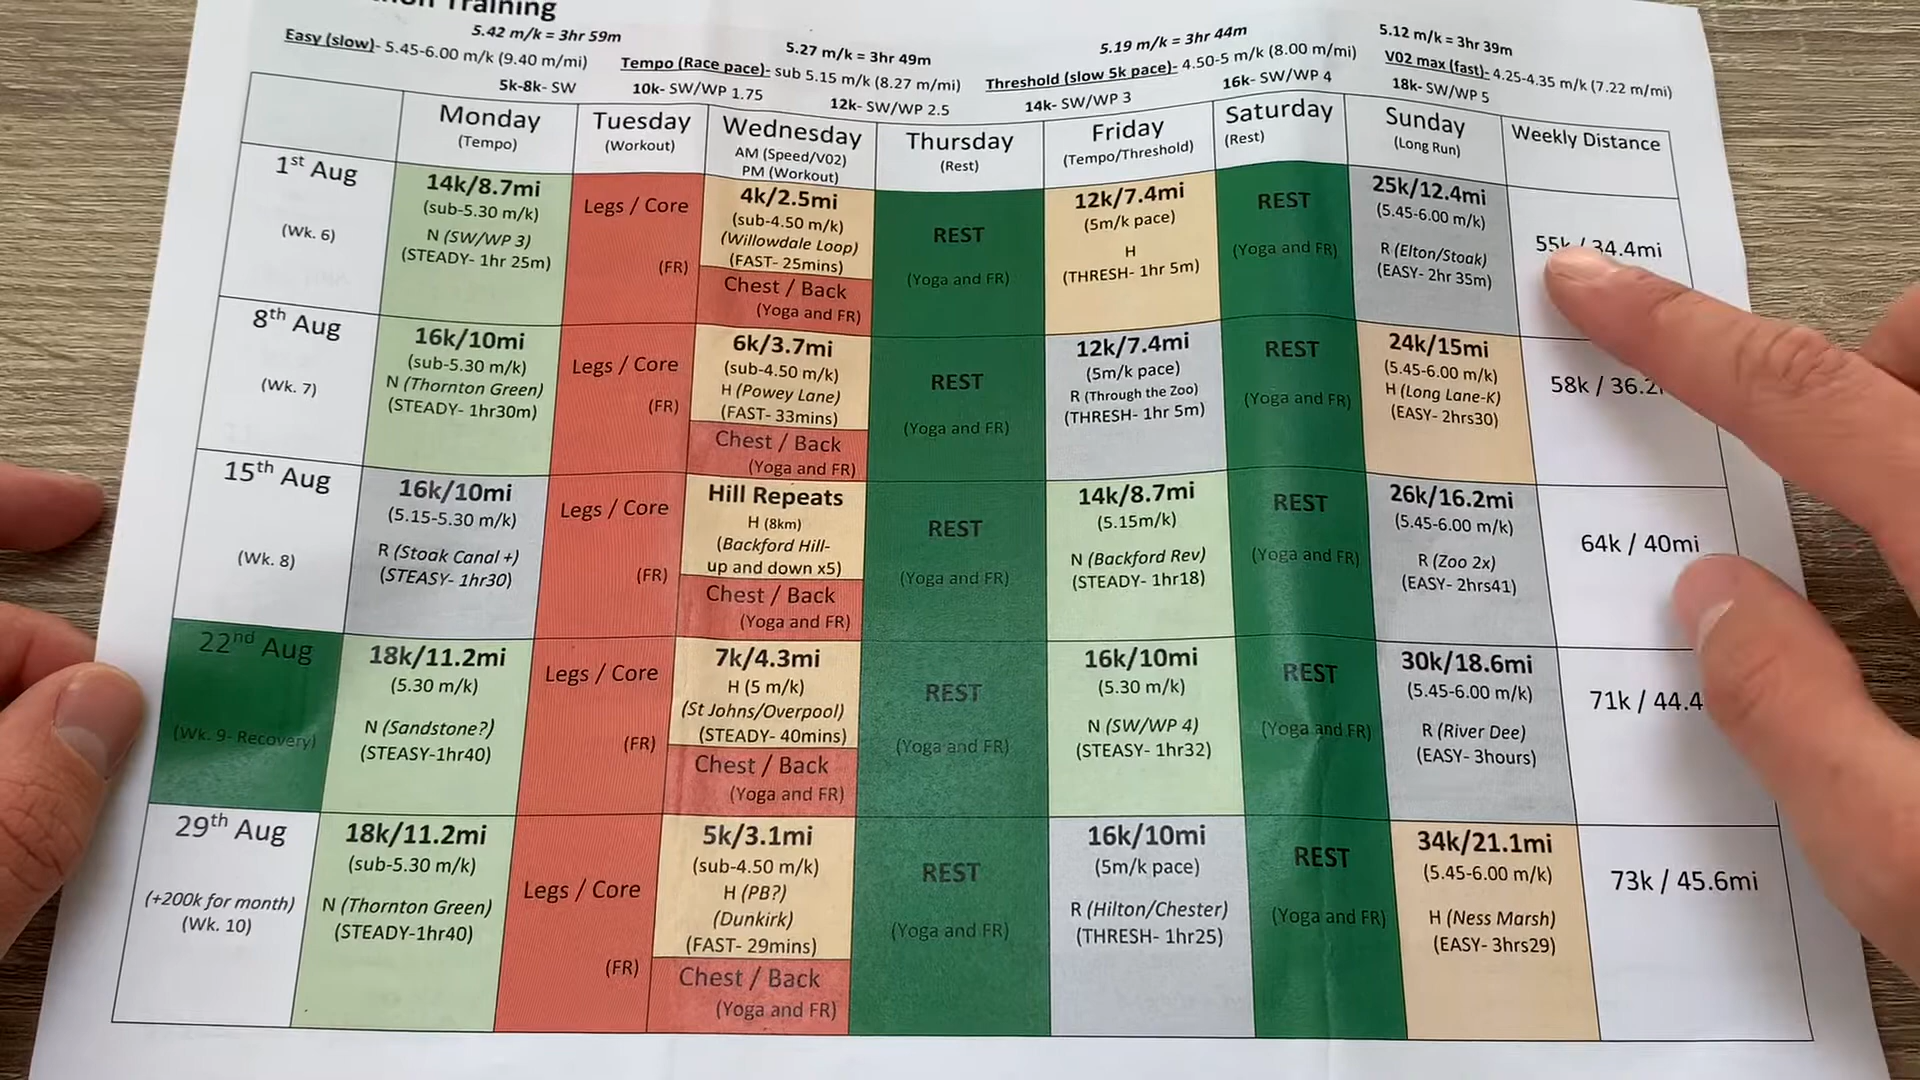 Training
5.42 m/k = 3hr 59m
5.27 m/k = 3hr 49m
5.19 m/k = 3hr 44m
5.12 m/k = 3hr 39m
Easy (slow)- 5.45-6.00 m/k (9.40 m/mi)
Tempo (Race pace)- sub 5.15 m/k (8.27 m/mi)
Threshold (slow 5k pace)- 4.50-5 m/k (8.00 m/mi)
V02 max (fast)- 4.25-4.35 m/k (7.22 m/mi)
5k-8k- SW
10k- SW/WP 1.75
12k- SW/WP 2.5
14k- SW/WP 3
16k- SW/WP 4
18k- SW/WP 5
Monday
(Tempo)
Tuesday
(Workout)
Wednesday
AM (Speed/V02)
PM (Workout)
Thursday
(Rest)
Friday
(Tempo/Threshold)
Saturday
(Rest)
Sunday
(Long Run)
Weekly Distance
1st Aug
(Wk. 6)
14k/8.7mi
(sub-5.30 m/k)
N (SW/WP 3)
(STEADY- 1hr 25m)
Legs / Core
(FR)
4k/2.5mi
(sub-4.50 m/k)
(Willowdale Loop)
(FAST- 25mins)
Chest / Back
(Yoga and FR)
REST
(Yoga and FR)
12k/7.4mi
(5m/k pace)
H
(THRESH- 1hr 5m)
REST
(Yoga and FR)
25k/12.4mi
(5.45-6.00 m/k)
R (Elton/Stoak)
(EASY- 2hr 35m)
55k / 34.4mi
8th Aug
(Wk. 7)
16k/10mi
(sub-5.30 m/k)
N (Thornton Green)
(STEADY- 1hr30m)
Legs / Core
(FR)
6k/3.7mi
(sub-4.50 m/k)
H (Powey Lane)
(FAST- 33mins)
Chest / Back
(Yoga and FR)
REST
(Yoga and FR)
12k/7.4mi
(5m/k pace)
R (Through the Zoo)
(THRESH- 1hr 5m)
REST
(Yoga and FR)
24k/15mi
(5.45-6.00 m/k)
H (Long Lane-K)
(EASY- 2hrs30)
58k / 36.2
15th Aug
(Wk. 8)
16k/10mi
(5.15-5.30 m/k)
R (Stoak Canal +)
(STEASY- 1hr30)
Legs / Core
(FR)
Hill Repeats
H (8km)
(Backford Hill-
up and down x5)
Chest / Back
(Yoga and FR)
REST
(Yoga and FR)
14k/8.7mi
(5.15m/k)
N (Backford Rev)
(STEADY- 1hr18)
REST
(Yoga and FR)
26k/16.2mi
(5.45-6.00 m/k)
R (Zoo 2x)
(EASY- 2hrs41)
64k / 40mi
22nd Aug
(Wk. 9- Recovery)
18k/11.2mi
(5.30 m/k)
N (Sandstone?)
(STEASY-1hr40)
Legs / Core
(FR)
7k/4.3mi
H (5 m/k)
(St Johns/Overpool)
(STEADY- 40mins)
Chest / Back
(Yoga and FR)
REST
(Yoga and FR)
16k/10mi
(5.30 m/k)
N (SW/WP 4)
(STEASY- 1hr32)
REST
(Yoga and FR)
30k/18.6mi
(5.45-6.00 m/k)
R (River Dee)
(EASY- 3hours)
71k / 44.4
29th Aug
(+200k for month)
(Wk. 10)
18k/11.2mi
(sub-5.30 m/k)
N (Thornton Green)
(STEADY-1hr40)
Legs / Core
(FR)
5k/3.1mi
(sub-4.50 m/k)
H (PB?)
(Dunkirk)
(FAST- 29mins)
Chest / Back
(Yoga and FR)
REST
(Yoga and FR)
16k/10mi
(5m/k pace)
R (Hilton/Chester)
(THRESH- 1hr25)
REST
(Yoga and FR)
34k/21.1mi
(5.45-6.00 m/k)
H (Ness Marsh)
(EASY- 3hrs29)
73k / 45.6mi